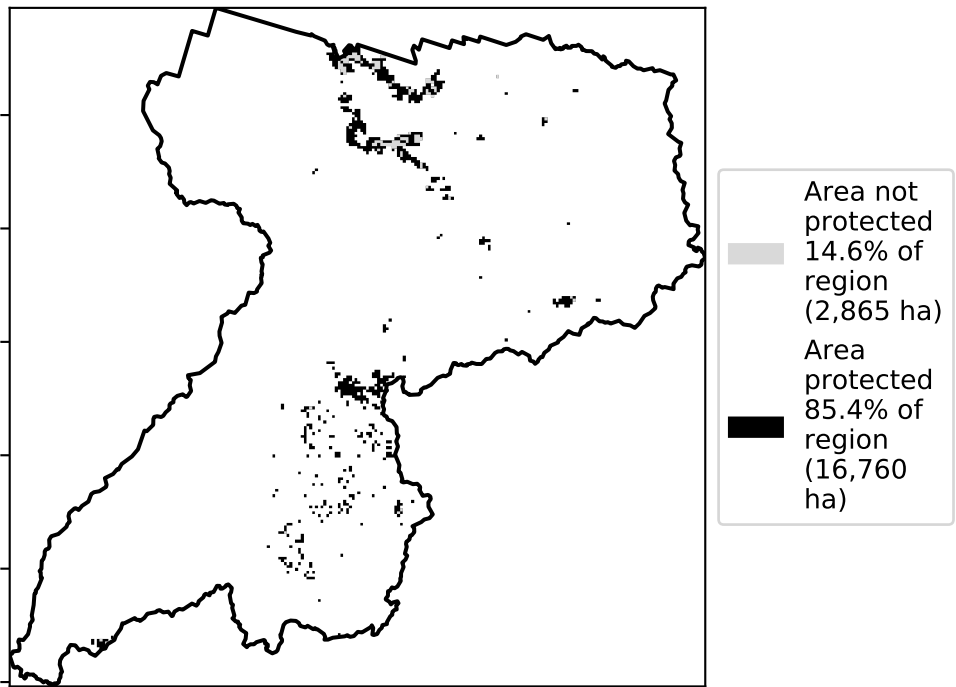 Area not
protected
14.6% of
region
(2,865 ha)
Area
protected
85.4% of
region
(16,760
ha)